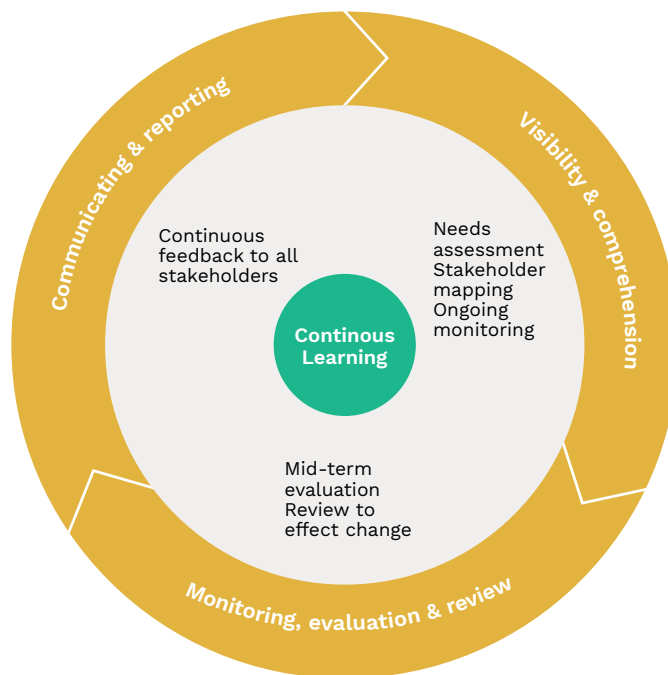 Communicating & reporting
Visibility & comprehension
Continuous
feedback to all
stakeholders
Needs
assessment
Stakeholder
mapping
Ongoing
monitoring
Continous
Learning
Mid-term
evaluation
Review to
effect change
Monitoring, evaluation & review